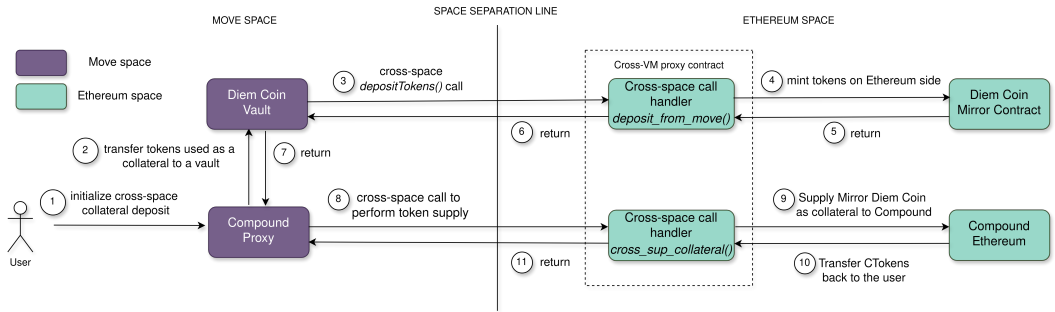 SPACE SEPARATION LINE
MOVE SPACE
ETHEREUM SPACE
Move space
Ethereum space
Cross-VM proxy contract
Diem Coin
Vault
3
cross-space
depositTokens() call
Cross-space call
handler
deposit_from_move()
4 mint tokens on Ethereum side
Diem Coin
Mirror Contract
6 return
5 return
2 transfer tokens used as a
collateral to a vault
7 return
1 initialize cross-space
collateral deposit
User
Compound
Proxy
8 cross-space call to
perform token supply
Cross-space call
handler
cross_sup_collateral()
9 Supply Mirror Diem Coin
as collateral to Compound
Compound
Ethereum
11 return
10 Transfer CTokens
back to the user